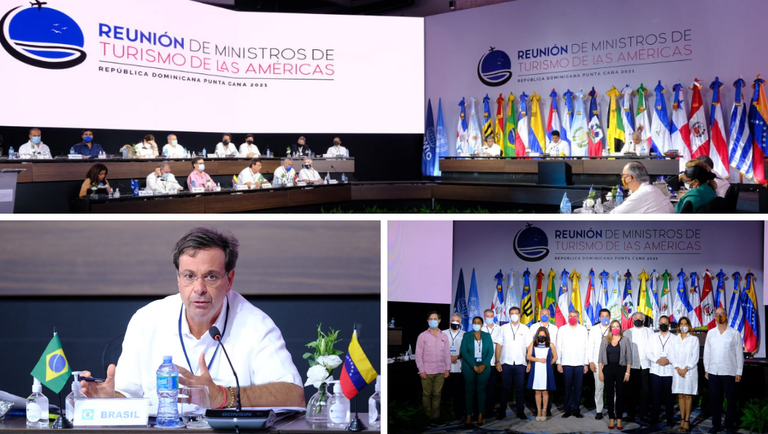 REUNIÓN DE MINISTROS DE
TURISMO DE LAS AMÉRICAS
REPÚBLICA DOMINICANA PUNTA CANA 2021
REUNIÓN DE MINISTROS DE
TURISMO DE LAS AMÉRICAS
REPÚBLICA DOMINICANA PUNTA CANA 2021
BRASIL
BOSCH
REUNIÓN DE MINISTROS DE
TURISMO DE LAS AMÉRICAS
REPÚBLICA DOMINICANA PUNTA CANA 2021